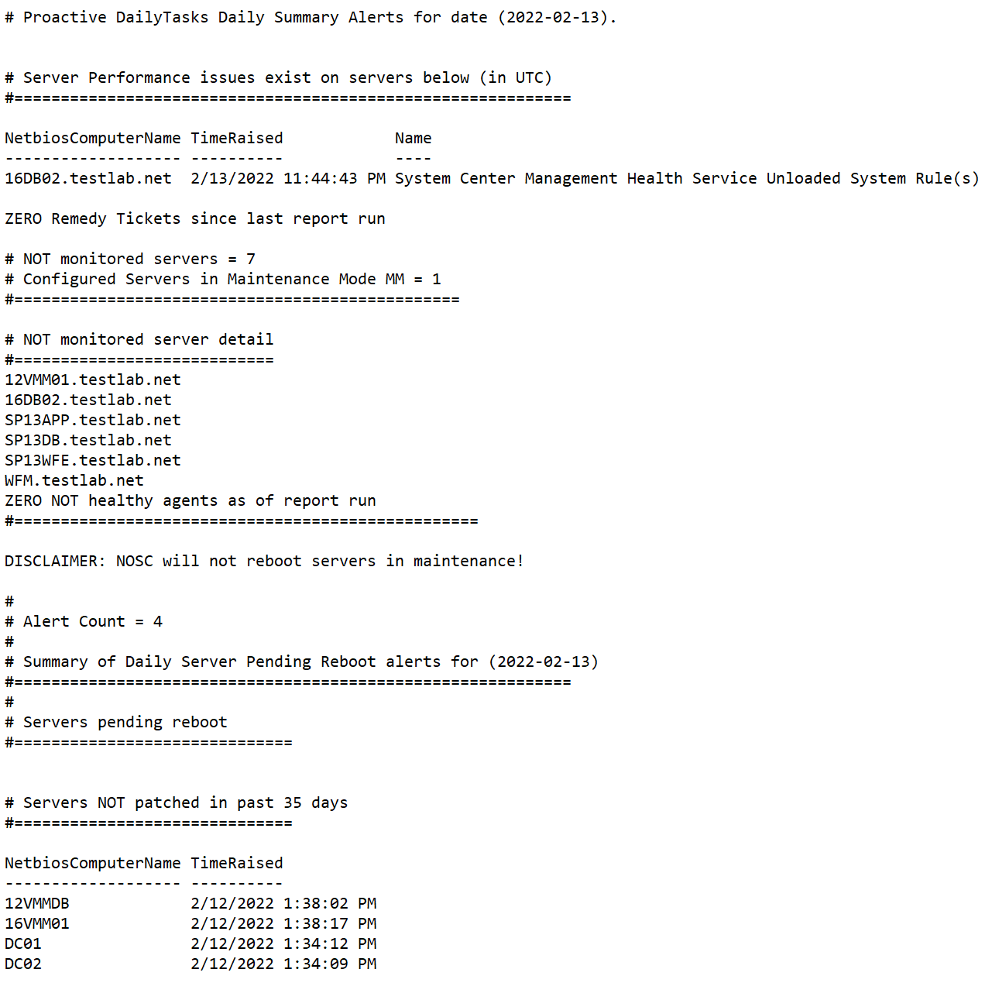 # Proactive DailyTasks Daily Summary Alerts for date (2022-02-13).
# Server Performance issues exist on servers below (in UTC)
#============================================================
NetbiosComputerName TimeRaised            Name
------------------- ----------            ----
16DB02.testlab.net  2/13/2022 11:44:43 PM System Center Management Health Service Unloaded System Rule(s)
ZERO Remedy Tickets since last report run
# NOT monitored servers = 7
# Configured Servers in Maintenance Mode MM = 1
#================================================
# NOT monitored server detail
#============================
12VMM01.testlab.net
16DB02.testlab.net
SP13APP.testlab.net
SP13DB.testlab.net
SP13WFE.testlab.net
WFM.testlab.net
ZERO NOT healthy agents as of report run
#==================================================
DISCLAIMER: NOSC will not reboot servers in maintenance!
#
# Alert Count = 4
#
# Summary of Daily Server Pending Reboot alerts for (2022-02-13)
#============================================================
#
# Servers pending reboot
#==============================
# Servers NOT patched in past 35 days
#==============================
NetbiosComputerName TimeRaised
------------------- ----------
12VMMDB             2/12/2022 1:38:02 PM
16VMM01             2/12/2022 1:38:17 PM
DC01                2/12/2022 1:34:12 PM
DC02                2/12/2022 1:34:09 PM